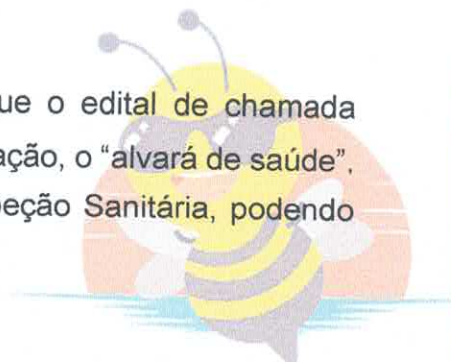 ue o edital de chamada
ação, o “alvará de saúde”,
peção Sanitária, podendo